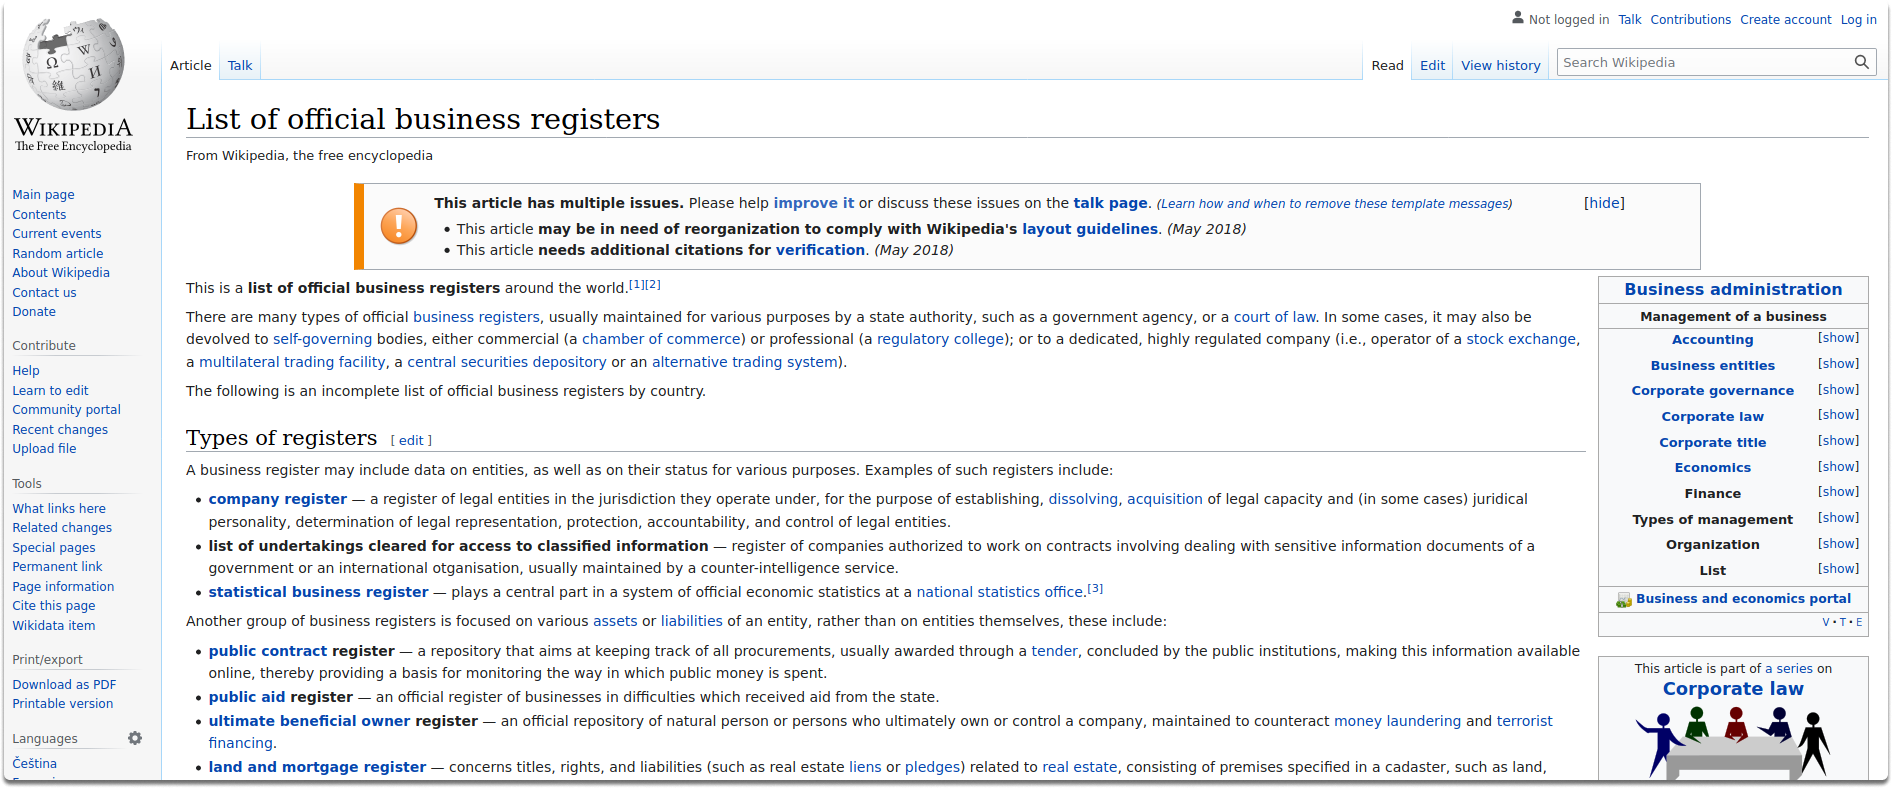 Not logged in Talk Contributions Create account Log in
Article Talk Read Edit View history Search Wikipedia
WIKIPEDIA
The Free Encyclopedia
Main page
Contents
Current events
Random article
About Wikipedia
Contact us
Donate
Contribute
Help
Learn to edit
Community portal
Recent changes
Upload file
Tools
What links here
Related changes
Special pages
Permanent link
Page information
Cite this page
Wikidata item
Print/export
Download as PDF
Printable version
Languages
Čeština
List of official business registers
From Wikipedia, the free encyclopedia
This article has multiple issues. Please help improve it or discuss these issues on the talk page. (Learn how and when to remove these template messages) [hide]
• This article may be in need of reorganization to comply with Wikipedia's layout guidelines. (May 2018)
• This article needs additional citations for verification. (May 2018)
This is a list of official business registers around the world.[1][2]
There are many types of official business registers, usually maintained for various purposes by a state authority, such as a government agency, or a court of law. In some cases, it may also be
devolved to self-governing bodies, either commercial (a chamber of commerce) or professional (a regulatory college); or to a dedicated, highly regulated company (i.e., operator of a stock exchange,
a multilateral trading facility, a central securities depository or an alternative trading system).
The following is an incomplete list of official business registers by country.
Types of registers [ edit ]
A business register may include data on entities, as well as on their status for various purposes. Examples of such registers include:
• company register — a register of legal entities in the jurisdiction they operate under, for the purpose of establishing, dissolving, acquisition of legal capacity and (in some cases) juridical
personality, determination of legal representation, protection, accountability, and control of legal entities.
• list of undertakings cleared for access to classified information — register of companies authorized to work on contracts involving dealing with sensitive information documents of a
government or an international otganisation, usually maintained by a counter-intelligence service.
• statistical business register — plays a central part in a system of official economic statistics at a national statistics office.[3]
Another group of business registers is focused on various assets or liabilities of an entity, rather than on entities themselves, these include:
• public contract register — a repository that aims at keeping track of all procurements, usually awarded through a tender, concluded by the public institutions, making this information available
online, thereby providing a basis for monitoring the way in which public money is spent.
• public aid register — an official register of businesses in difficulties which received aid from the state.
• ultimate beneficial owner register — an official repository of natural person or persons who ultimately own or control a company, maintained to counteract money laundering and terrorist
financing.
• land and mortgage register — concerns titles, rights, and liabilities (such as real estate liens or pledges) related to real estate, consisting of premises specified in a cadaster, such as land,
Business administration
Management of a business
Accounting [show]
Business entities [show]
Corporate governance [show]
Corporate law [show]
Corporate title [show]
Economics [show]
Finance [show]
Types of management [show]
Organization [show]
List [show]
Business and economics portal
V • T • E
This article is part of a series on
Corporate law